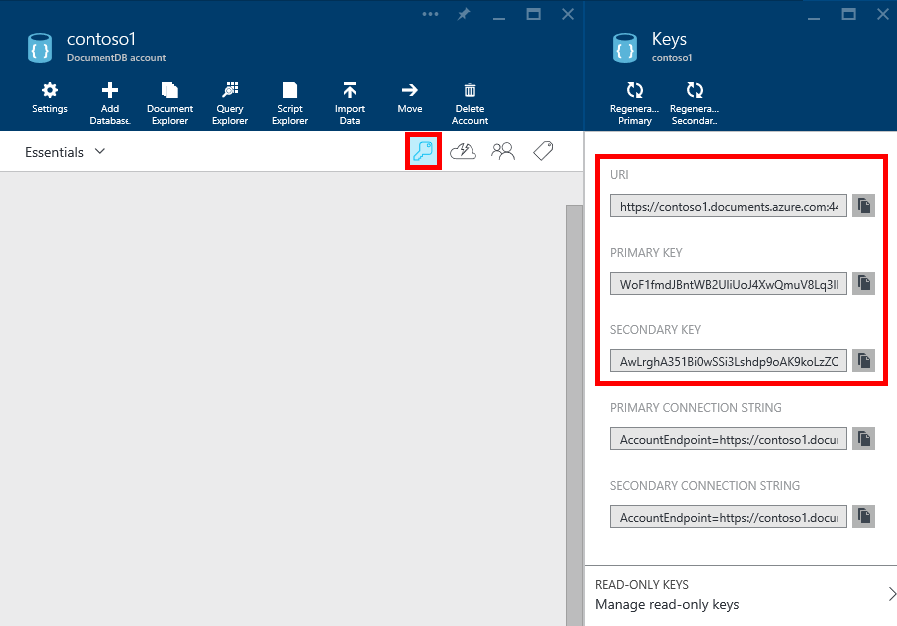 contoso1
DocumentDB account
Settings
Add
Databasε.
Document
Explorer
Query
Explorer
Script
Explorer
Import
Data
Move
Delete
Account
Essentials
Keys
contoso1
Regenera...
Primary
Regenera...
Secondar..
URI
https://contoso1.documents.azure.com:44
PRIMARY KEY
WoF1fmdJBntWB2UIiUoJ4XwQmuV8Lq3II
SECONDARY KEY
AwLrghA351Bi0wSSi3Lshdp9oAK9koLzZC
PRIMARY CONNECTION STRING
AccountEndpoint=https://contoso1.docu
SECONDARY CONNECTION STRING
AccountEndpoint=https://contoso1.docu
READ-ONLY KEYS
Manage read-only keys